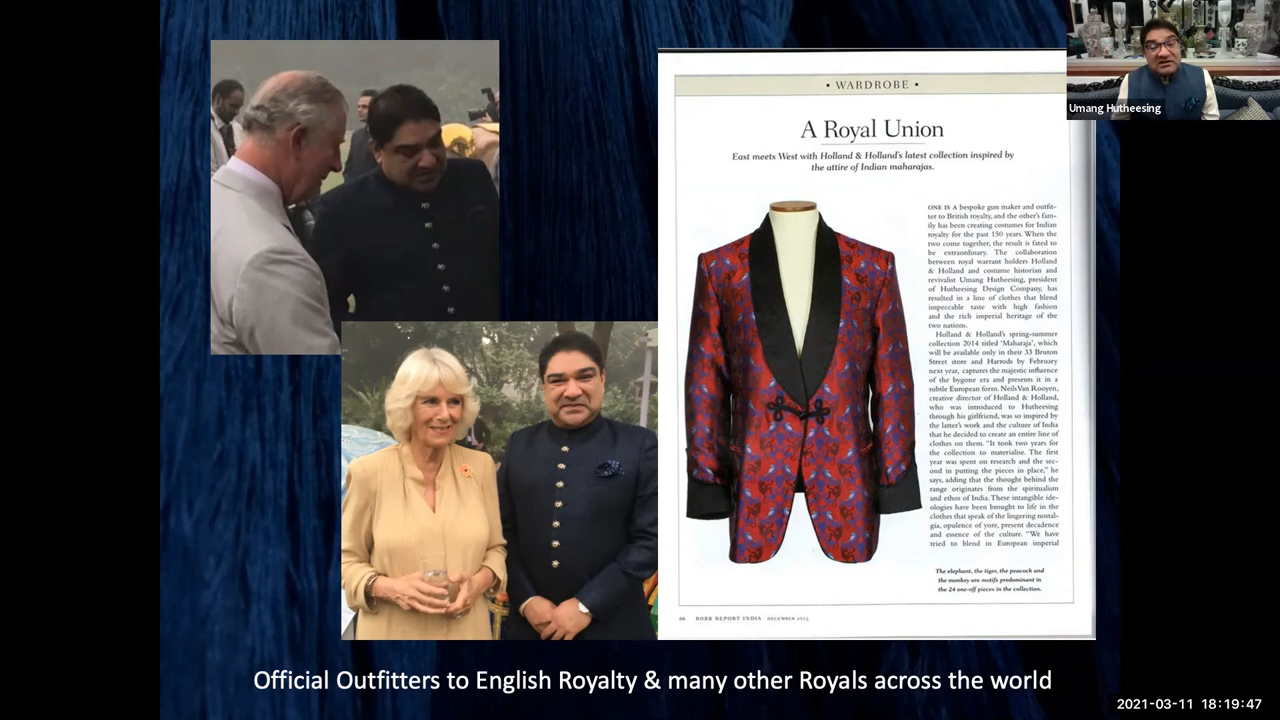 Umang Hutheesing
• WARDROBE •
A Royal Union
East meets West with Holland & Holland's latest collection inspired by
the attire of Indian maharajas.
ONE IS A bespoke gun maker and outfit-
ter to British royalty, and the other's fam-
ily has been creating costumes for Indian
royalty for the past 150 years. When the
two come together, the result is fated to
be extraordinary. The collaboration
between royal warrant holders Holland
& Holland and costume historian and
revivalist Umang Hutheesing, president
of Hutheesing Design Company, has
resulted in a line of clothes that blend
impeccable taste with high fashion
and the rich imperial heritage of the
two nations.
Holland & Holland's spring-summer
collection 2014 titled 'Maharaja', which
will be available only in their 33 Bruton
Street store and Harrods by February
next year, captures the majestic influence
of the bygone era and presents it in a
subtle European form. NeilsVan Rooyen,
creative director of Holland & Holland,
who was introduced to Hutheesing
through his girlfriend, was so inspired by
the latter's work and the culture of India
that he decided to create an entire line of
clothes on them. "It took two years for
the collection to materialise. The first
year was spent on research and the sec-
ond in putting the pieces in place," he
says, adding that the thought behind the
range originates from the spiritualism
and ethos of India. These intangible ide-
ologies have been brought to life in the
clothes that speak of the lingering nostal-
gia, opulence of yore, present decadence
and essence of the culture. "We have
tried to blend in European imperial
The elephant, the tiger, the peacock and
the monkey are motifs predominant in
the 24 one-off pieces in the collection.
66 ROBB REPORT INDIA DECEMBER 2013
Official Outfitters to English Royalty & many other Royals across the world
2021-03-11 18:19:47